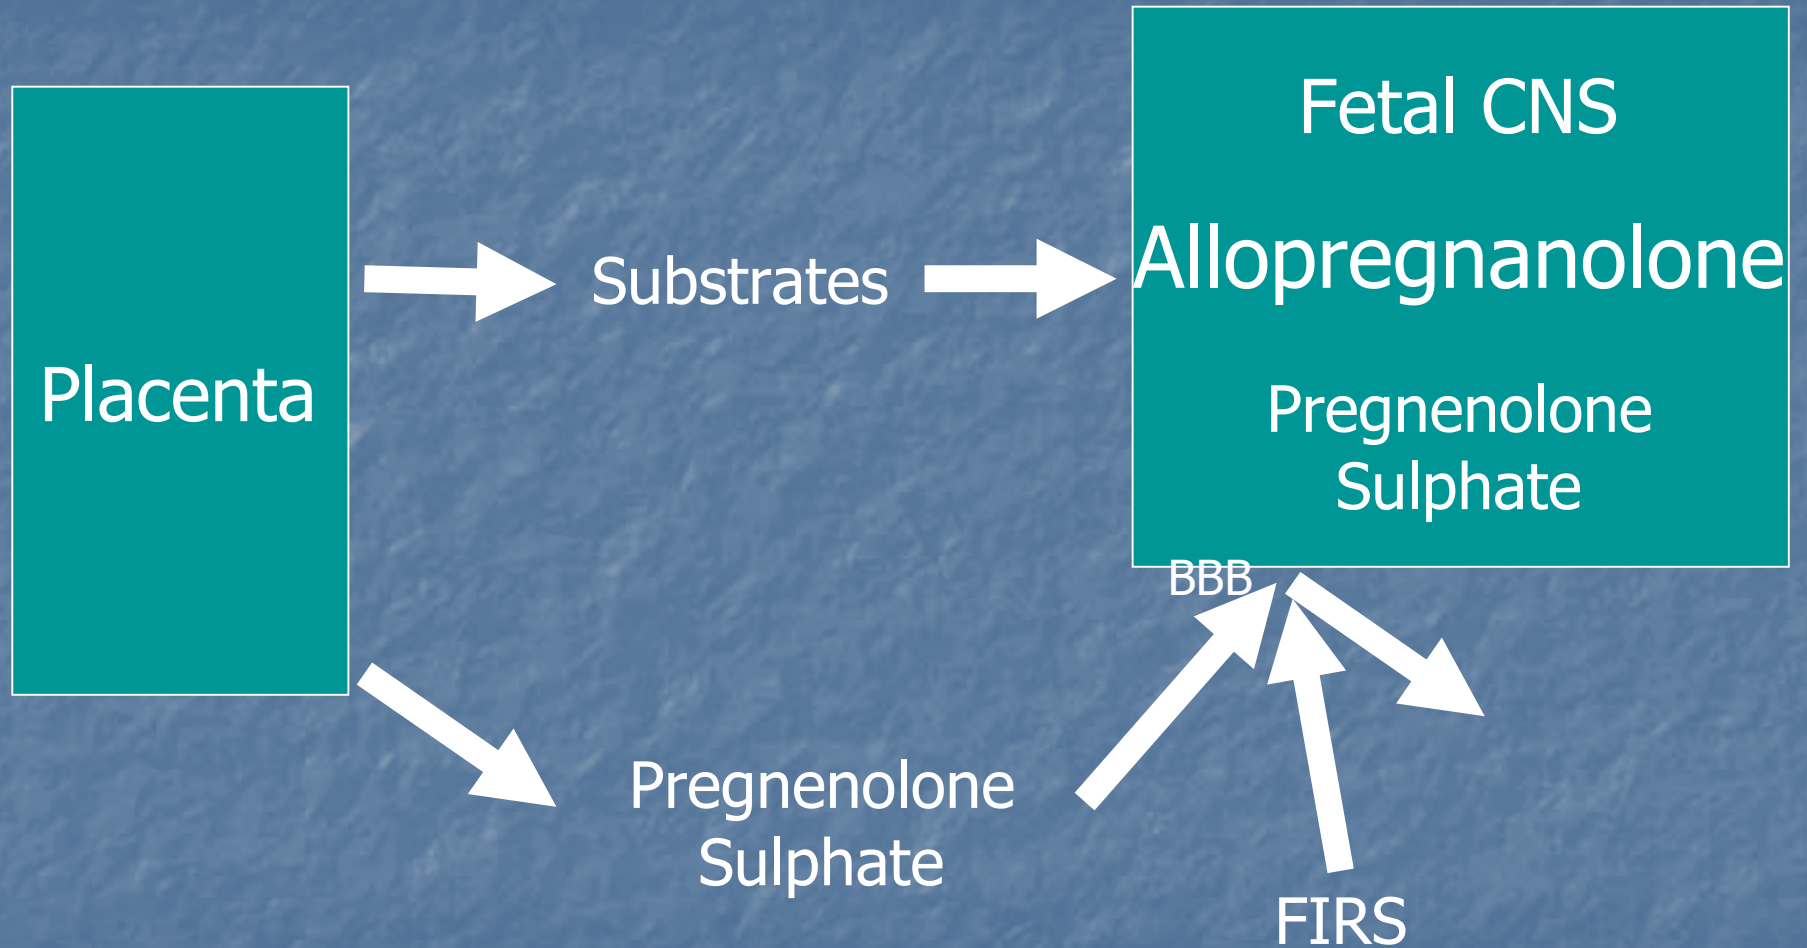 Placenta
Substrates
Pregnenolone
Sulphate
Fetal CNS
Allopregnanolone
Pregnenolone
Sulphate
BBB
FIRS